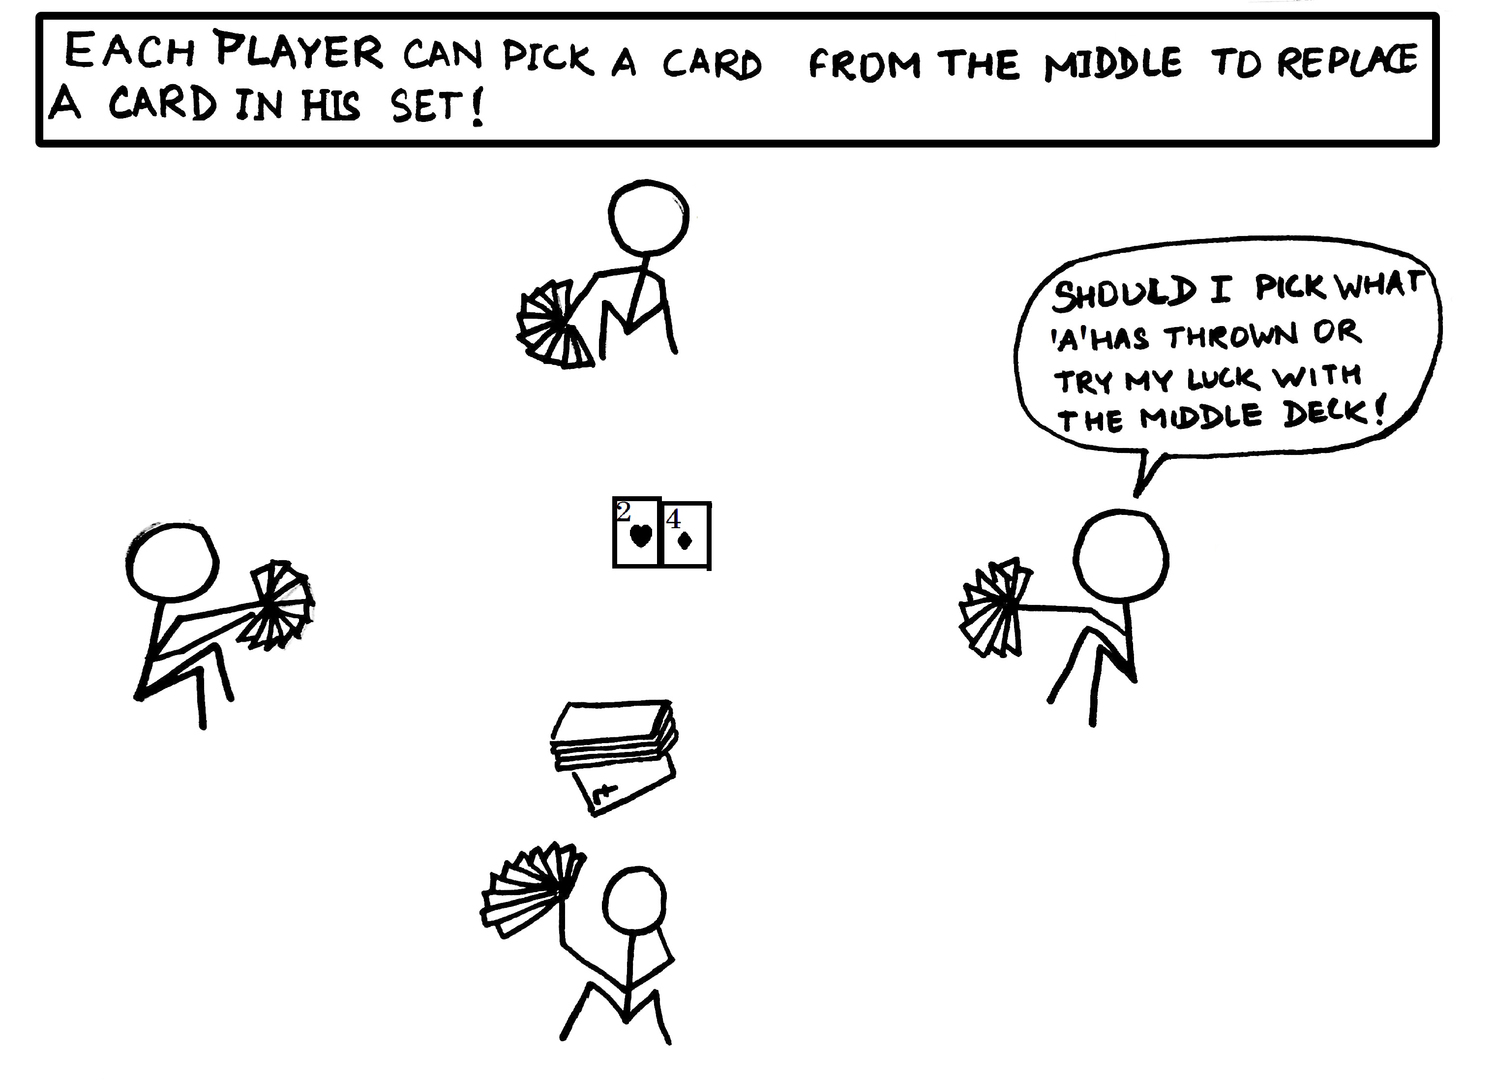 EACH PLAYER CAN PICK A CARD FROM THE MIDDLE TO REPLACE
A CARD IN HIS SET!
SHOULD I PICK WHAT
'A' HAS THROWN OR
TRY MY LUCK WITH
THE MIDDLE DECK!
2 4